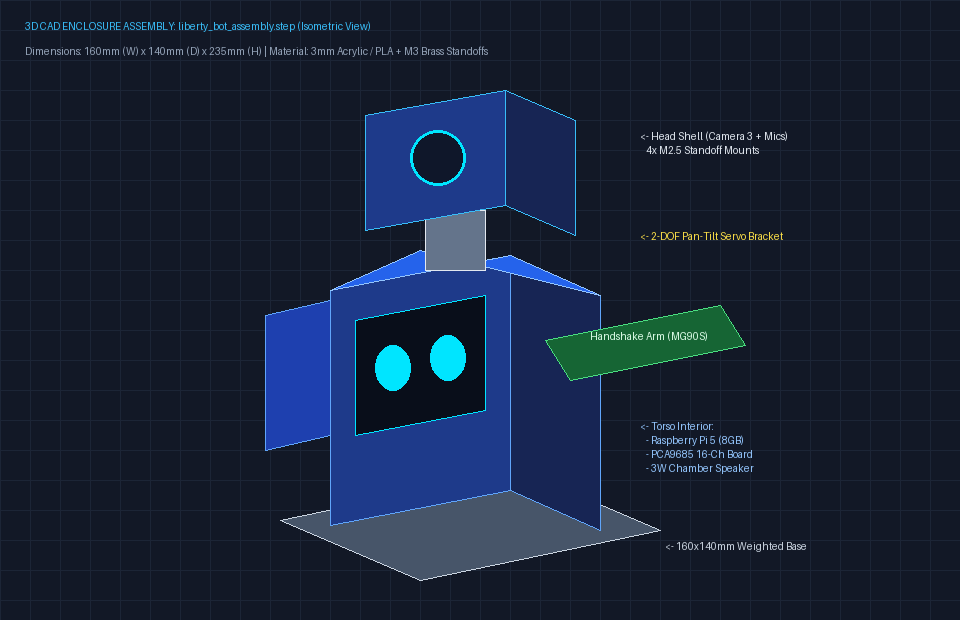 3D CAD ENCLOSURE ASSEMBLY: liberty_bot_assembly.step (Isometric View)
Dimensions: 160mm (W) x 140mm (D) x 235mm (H) | Material: 3mm Acrylic / PLA + M3 Brass Standoffs
<- Head Shell (Camera 3 + Mics)
4x M2.5 Standoff Mounts
<- 2-DOF Pan-Tilt Servo Bracket
Handshake Arm (MG90S)
<- Torso Interior:
- Raspberry Pi 5 (8GB)
- PCA9685 16-Ch Board
- 3W Chamber Speaker
<- 160x140mm Weighted Base